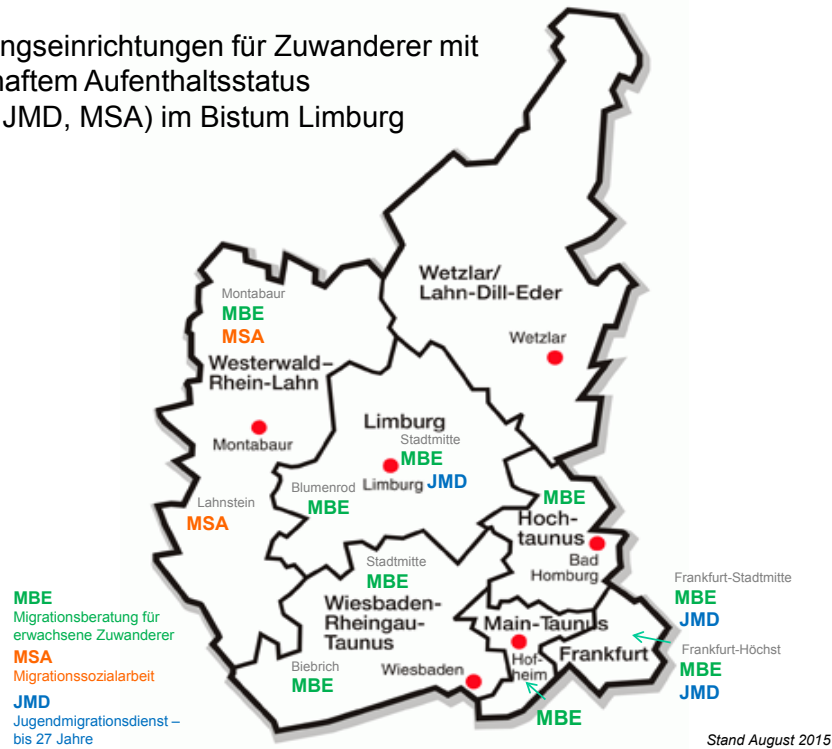 ngseinrichtungen für Zuwanderer mit
haftem Aufenthaltsstatus
JMD, MSA) im Bistum Limburg
Wetzlar/
Lahn-Dill-Eder
Wetzlar
Montabaur
MBE
MSA
Westerwald–
Rhein-Lahn
Montabaur
Lahnstein
MSA
Limburg
Stadtmitte
MBE
Limburg JMD
Blumenrod
MBE
MBE
Hoch-
taunus
Bad
Homburg
Stadtmitte
MBE
Wiesbaden-
Rheingau-
Taunus
Biebrich
MBE
Wiesbaden
Main-Taunus
Hof-
heim
MBE
Frankfurt
Frankfurt-Stadtmitte
MBE
JMD
Frankfurt-Höchst
MBE
JMD
MBE
Migrationsberatung für
erwachsene Zuwanderer
MSA
Migrationssozialarbeit
JMD
Jugendmigrationsdienst –
bis 27 Jahre
Stand August 2015